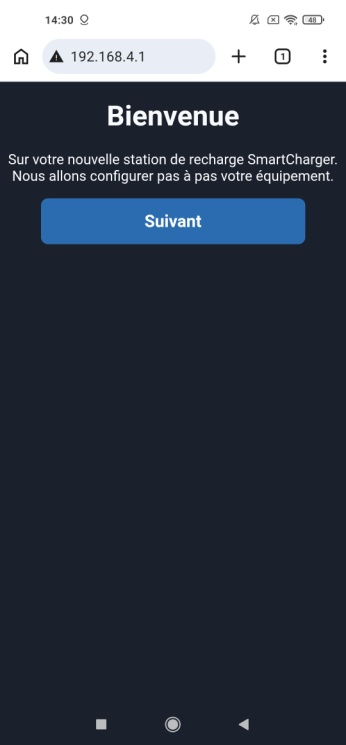 14:30
48
192.168.4.1
1
Bienvenue
Sur votre nouvelle station de recharge SmartCharger.
Nous allons configurer pas à pas votre équipement.
Suivant